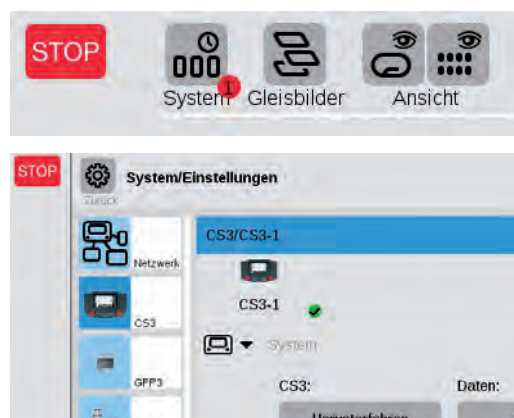 STOP
System 1 Gleisbilder Ansicht
STOP
System/Einstellungen
Zurück
Netzwerk
CS3/CS3-1
CS3-1
CS3
System
GFP3
CS3: Daten:
Herunterfahren